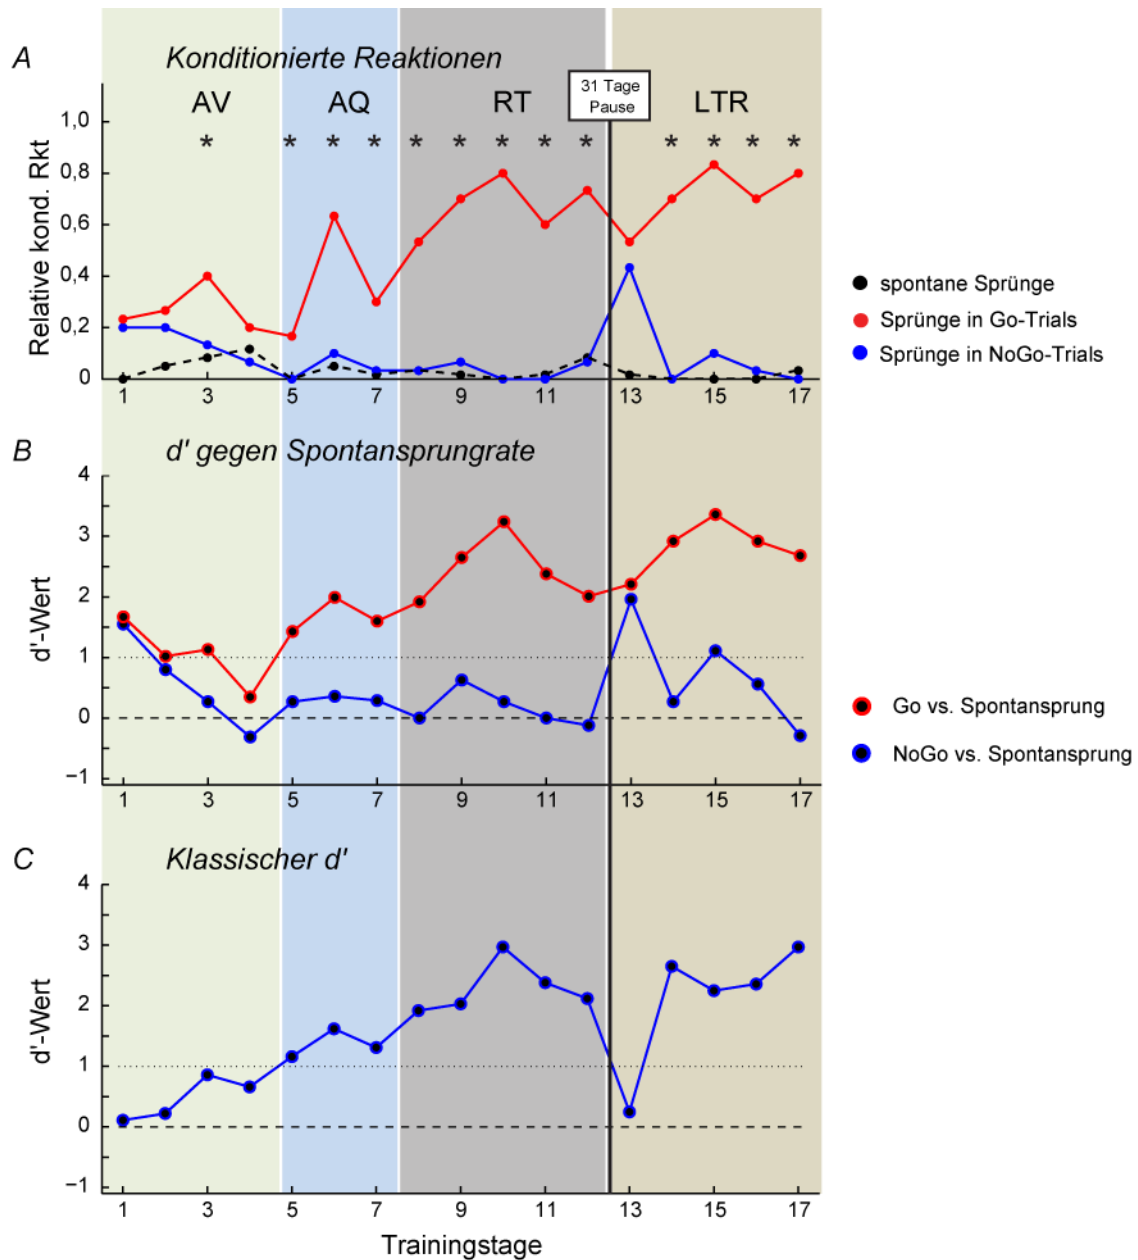 A
Konditionierte Reaktionen
AV
AQ
RT
31 Tage
Pause
LTR
* * * * * * * * * * * * *
Relative kond. Rkt
1,0
0,8
0,6
0,4
0,2
0
1 3 5 7 9 11 13 15 17
spontane Sprünge
Sprünge in Go-Trials
Sprünge in NoGo-Trials
B
d' gegen Spontansprungrate
d'-Wert
4
3
2
1
0
−1
1 3 5 7 9 11 13 15 17
Go vs. Spontansprung
NoGo vs. Spontansprung
C
Klassischer d'
d'-Wert
4
3
2
1
0
−1
1 3 5 7 9 11 13 15 17
Trainingstage